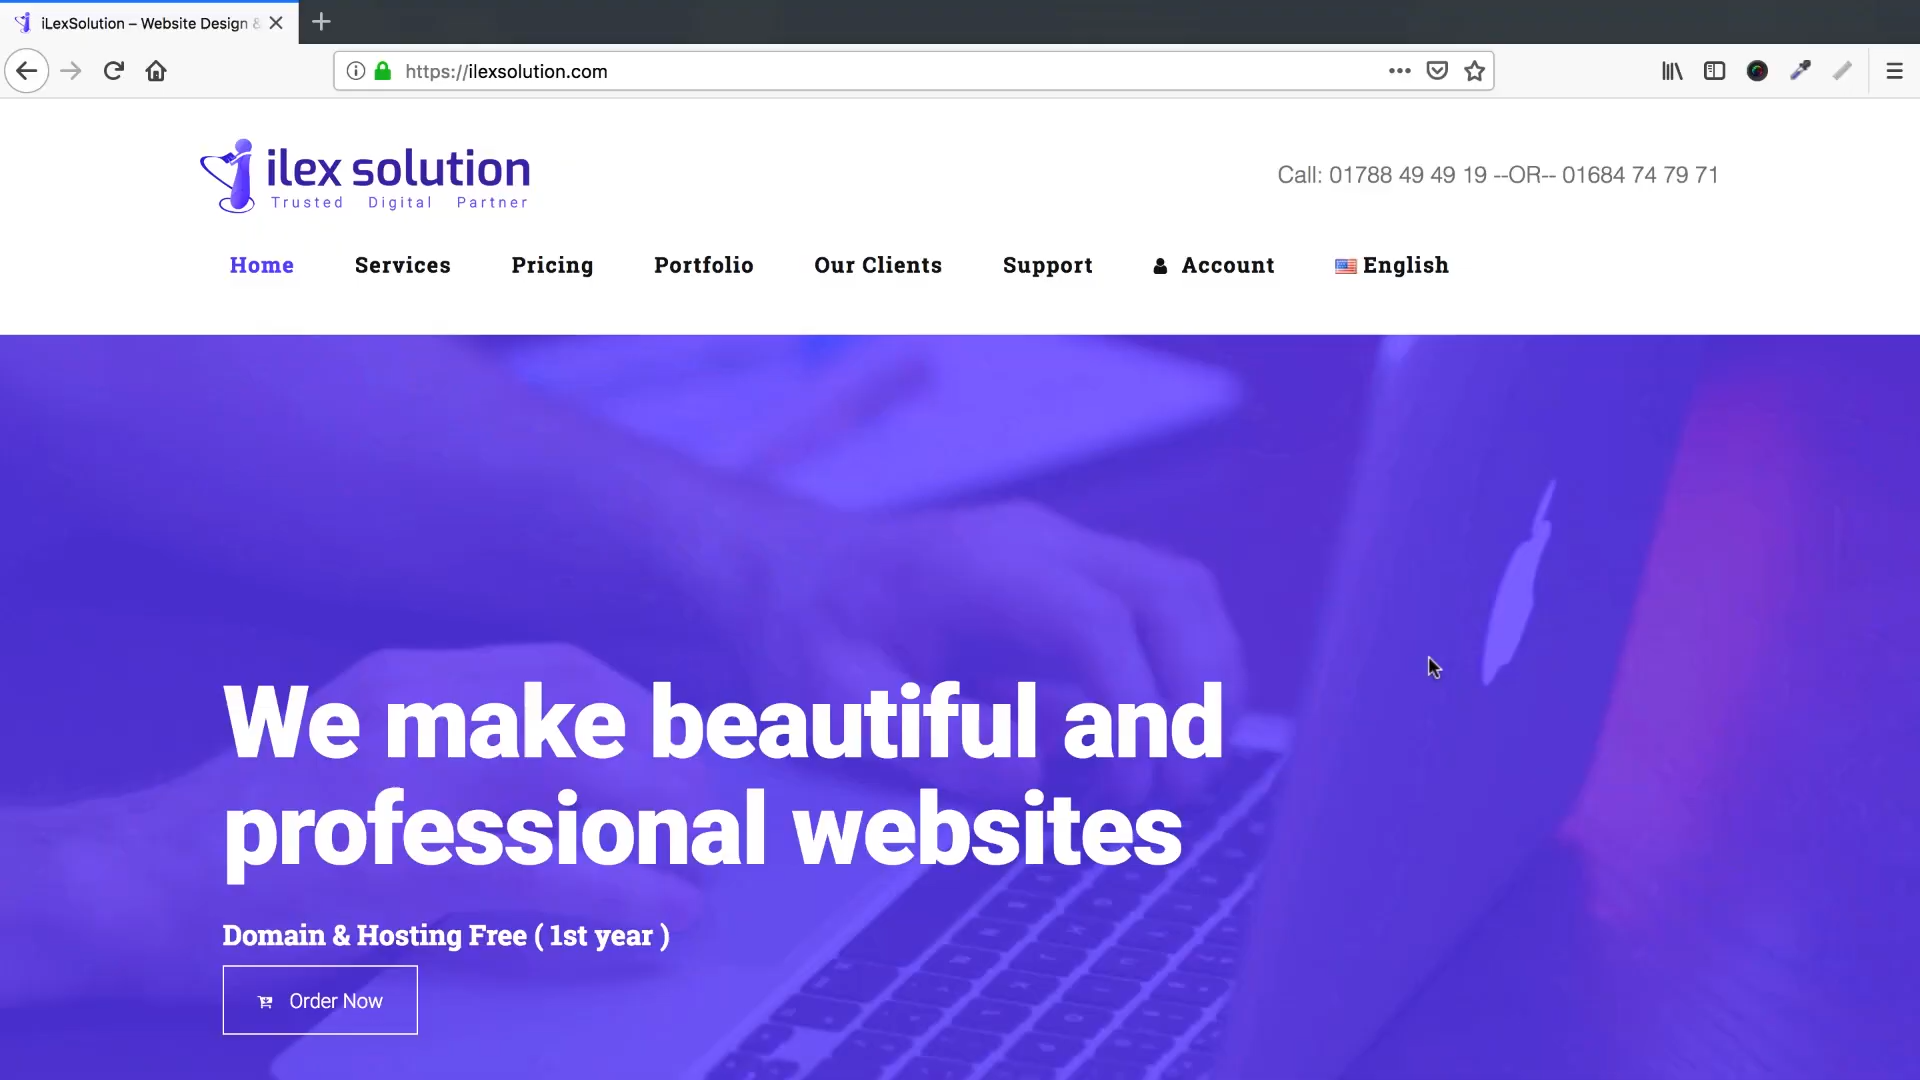 iLexSolution – Website Design &
https://ilexsolution.com
ilex solution
Trusted Digital Partner
Call: 01788 49 49 19 --OR-- 01684 74 79 71
Home Services Pricing Portfolio Our Clients Support Account English
We make beautiful and
professional websites
Domain & Hosting Free ( 1st year )
Order Now